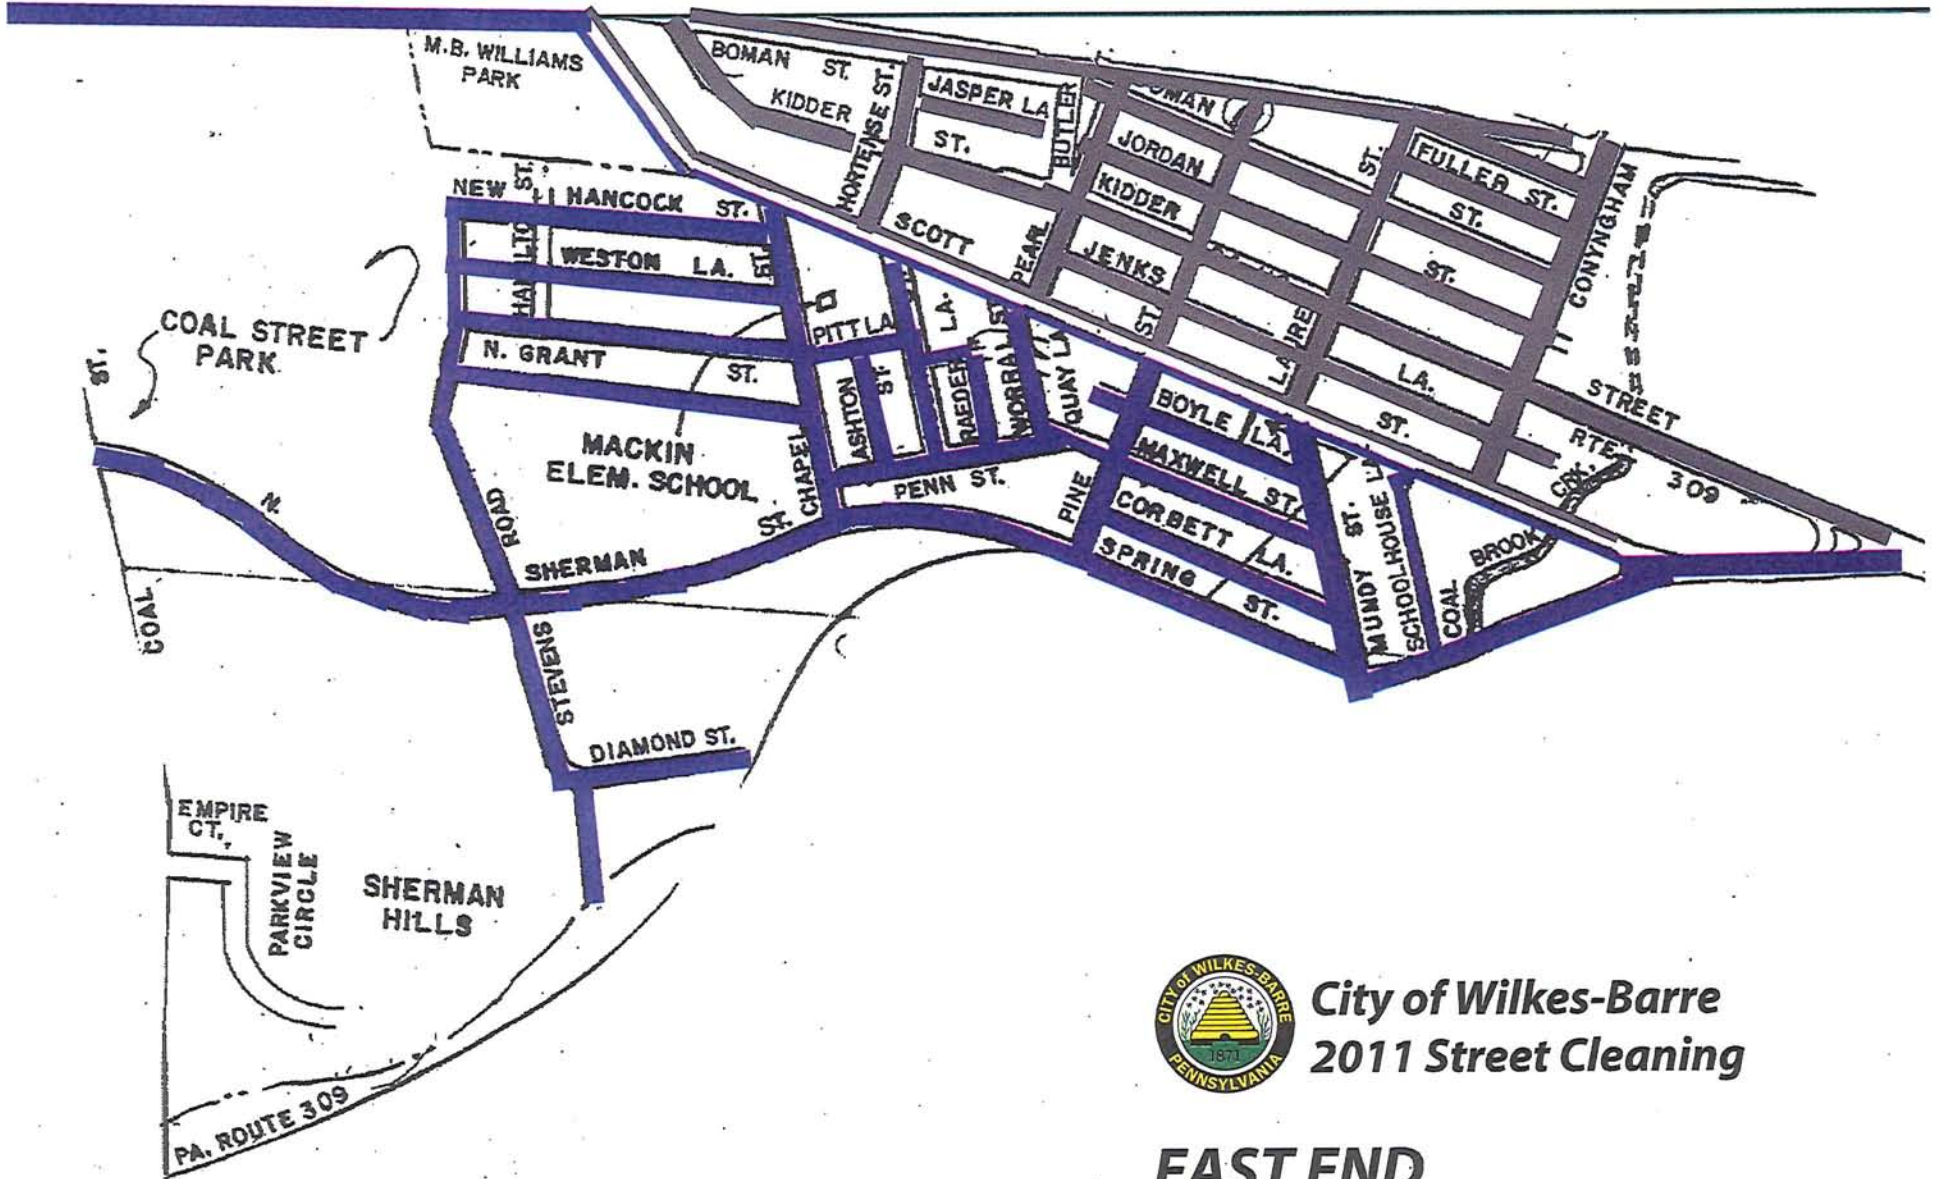 M.B. WILLIAMS
PARK
BOMAN ST.
KIDDER
HORTENSE ST.
JASPER LA
ST.
BUTLER
JORDAN
KIDDER
ST.
FULLER ST.
ST.
CONYNGHAM
NEW HANCOCK ST.
ST.
WESTON LA.
ST.
SCOTT
PEARL
JENKS
ST.
COAL STREET
PARK
ST.
N. GRANT
ST.
PITT LA
LA.
ST
ASHTON
ST.
RAEDER
WORRALL
QUAY LA
ST
LA.
ST.
STREET
RTE.
309
CRK.
BROOK
COAL
MACKIN
ELEM. SCHOOL
CHAPEL
BOYLE LA.
MAXWELL ST.
CORBETT LA.
SPRING ST.
PINE
PENN ST.
MUNDY ST.
SCHOOLHOUSE LA
N.
ROAD
SHERMAN ST.
COAL
STEVENS
DIAMOND ST.
EMPIRE
CT.
PARKVIEW
CIRCLE
SHERMAN
HILLS
PA. ROUTE 309
CITY of WILKES-BARRE
1871
PENNSYLVANIA
City of Wilkes-Barre
2011 Street Cleaning
EAST END